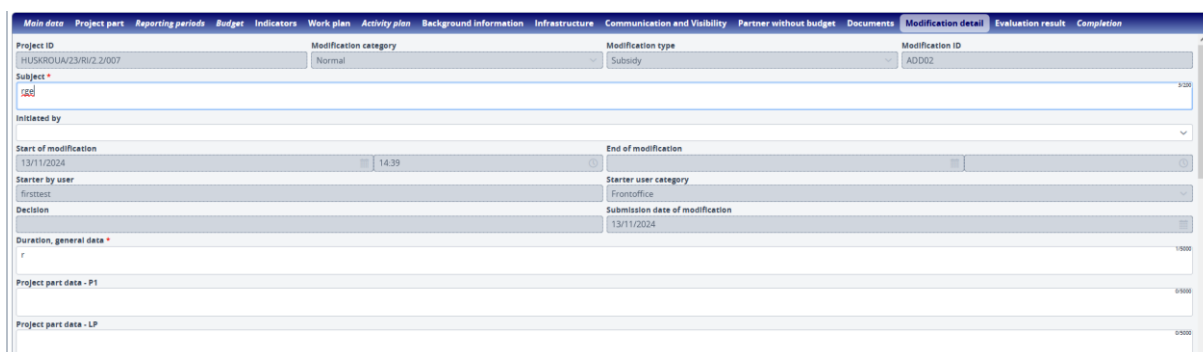 Main data Project part Reporting periods Budget Indicators Work plan Activity plan Background information Infrastructure Communication and Visibility Partner without budget Documents Modification detail Evaluation result Completion
Project ID Modification category Modification type Modification ID
HUSKROUA/23/RI/2.2/007 Normal Subsidy ADD02
Subject *
3/200
rge
Initiated by
Start of modification End of modification
13/11/2024 14:39
Starter by user Starter user category
firsttest Frontoffice
Decision Submission date of modification
13/11/2024
Duration, general data *
1/5000
r
Project part data - P1
0/5000
Project part data - LP
0/5000